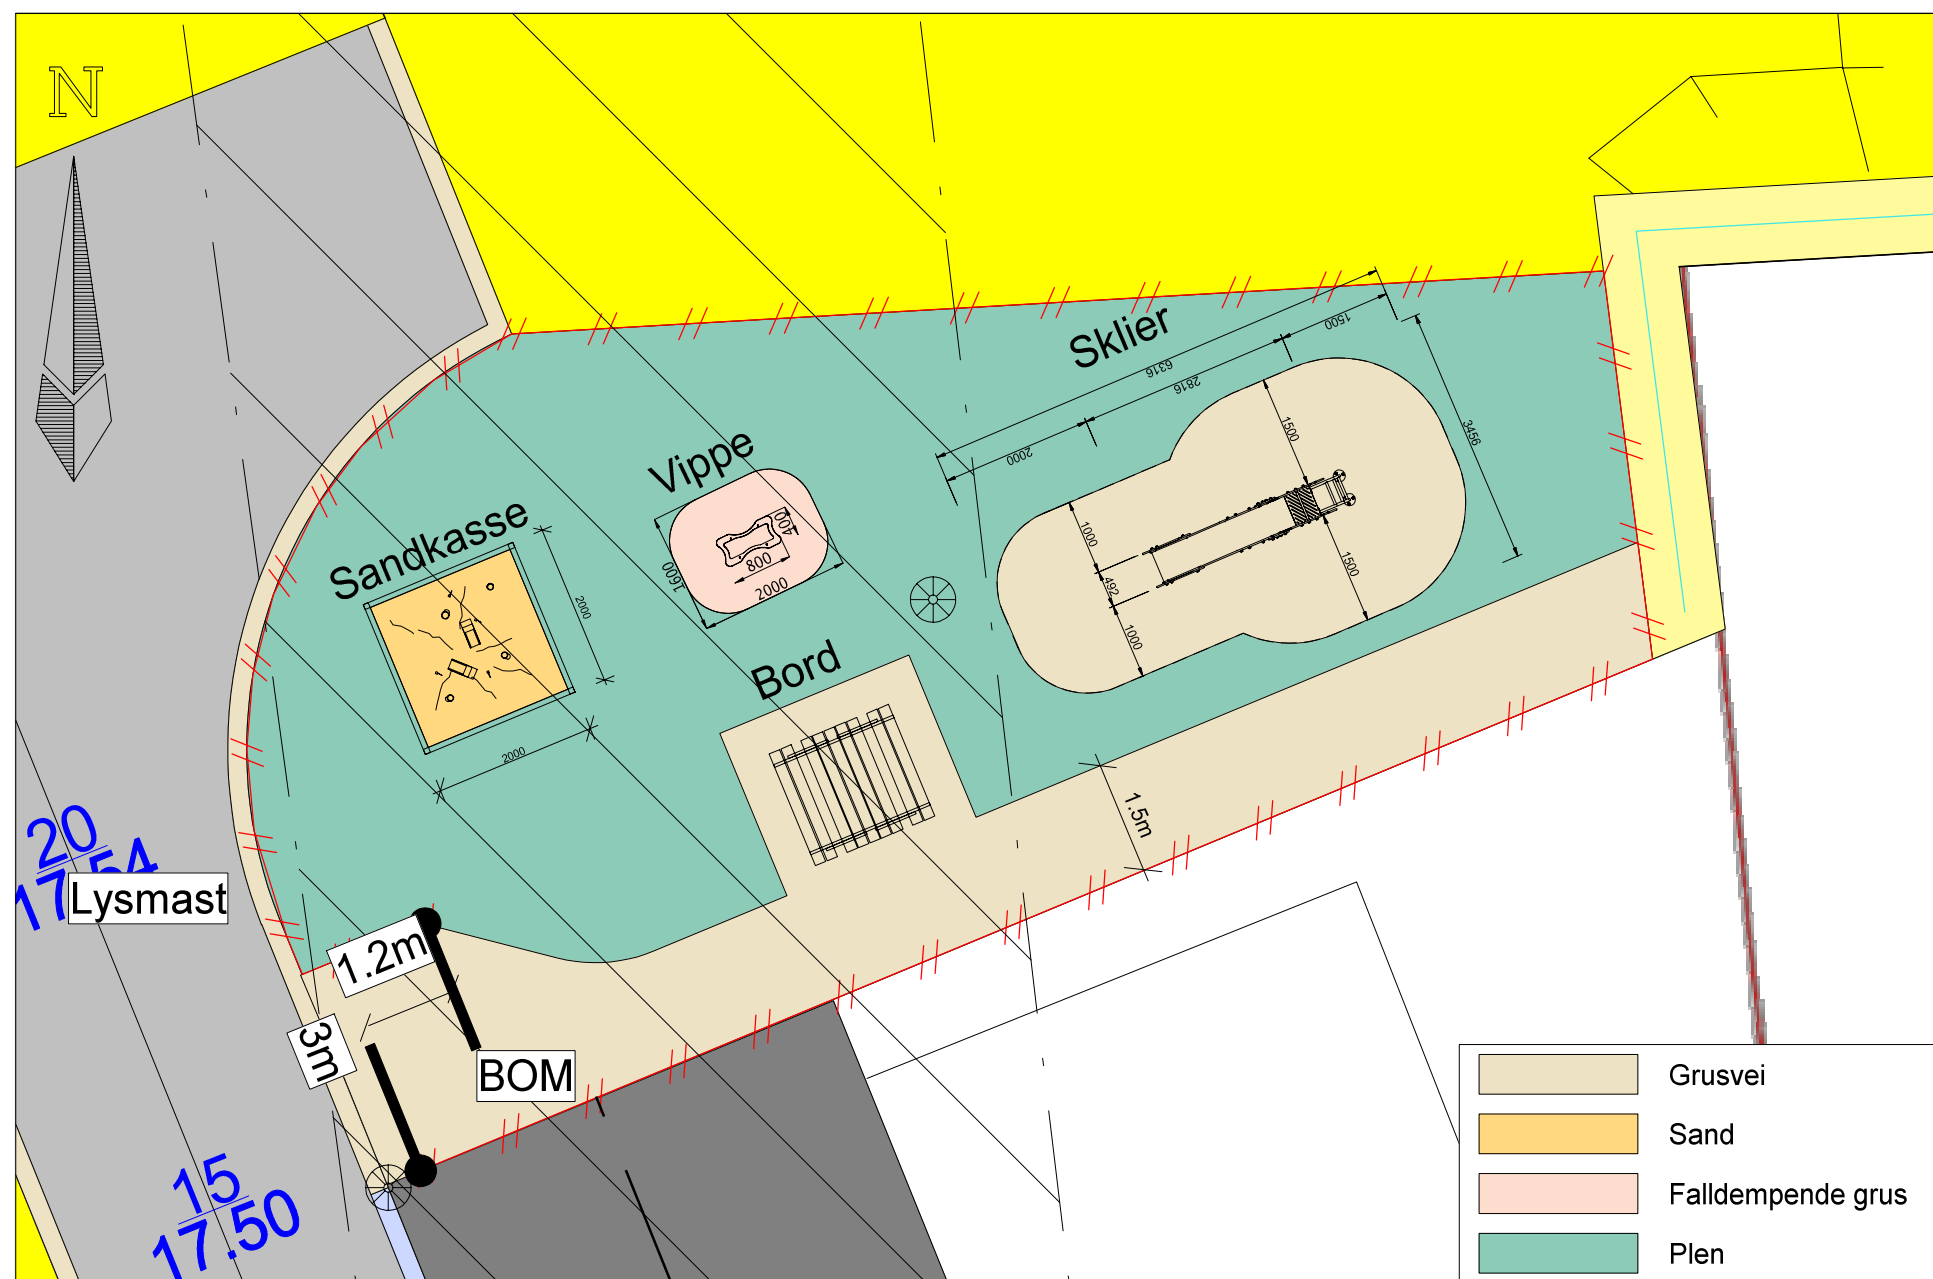 N
Sklier
6316
1500
2816
2000
1500
3456
1000
492
1000
1500
Vippe
400
800
1600
2000
Sandkasse
2000
2000
Bord
1.5m
20
17.54
Lysmast
1.2m
3m
BOM
15
17.50
Grusvei
Sand
Falldempende grus
Plen